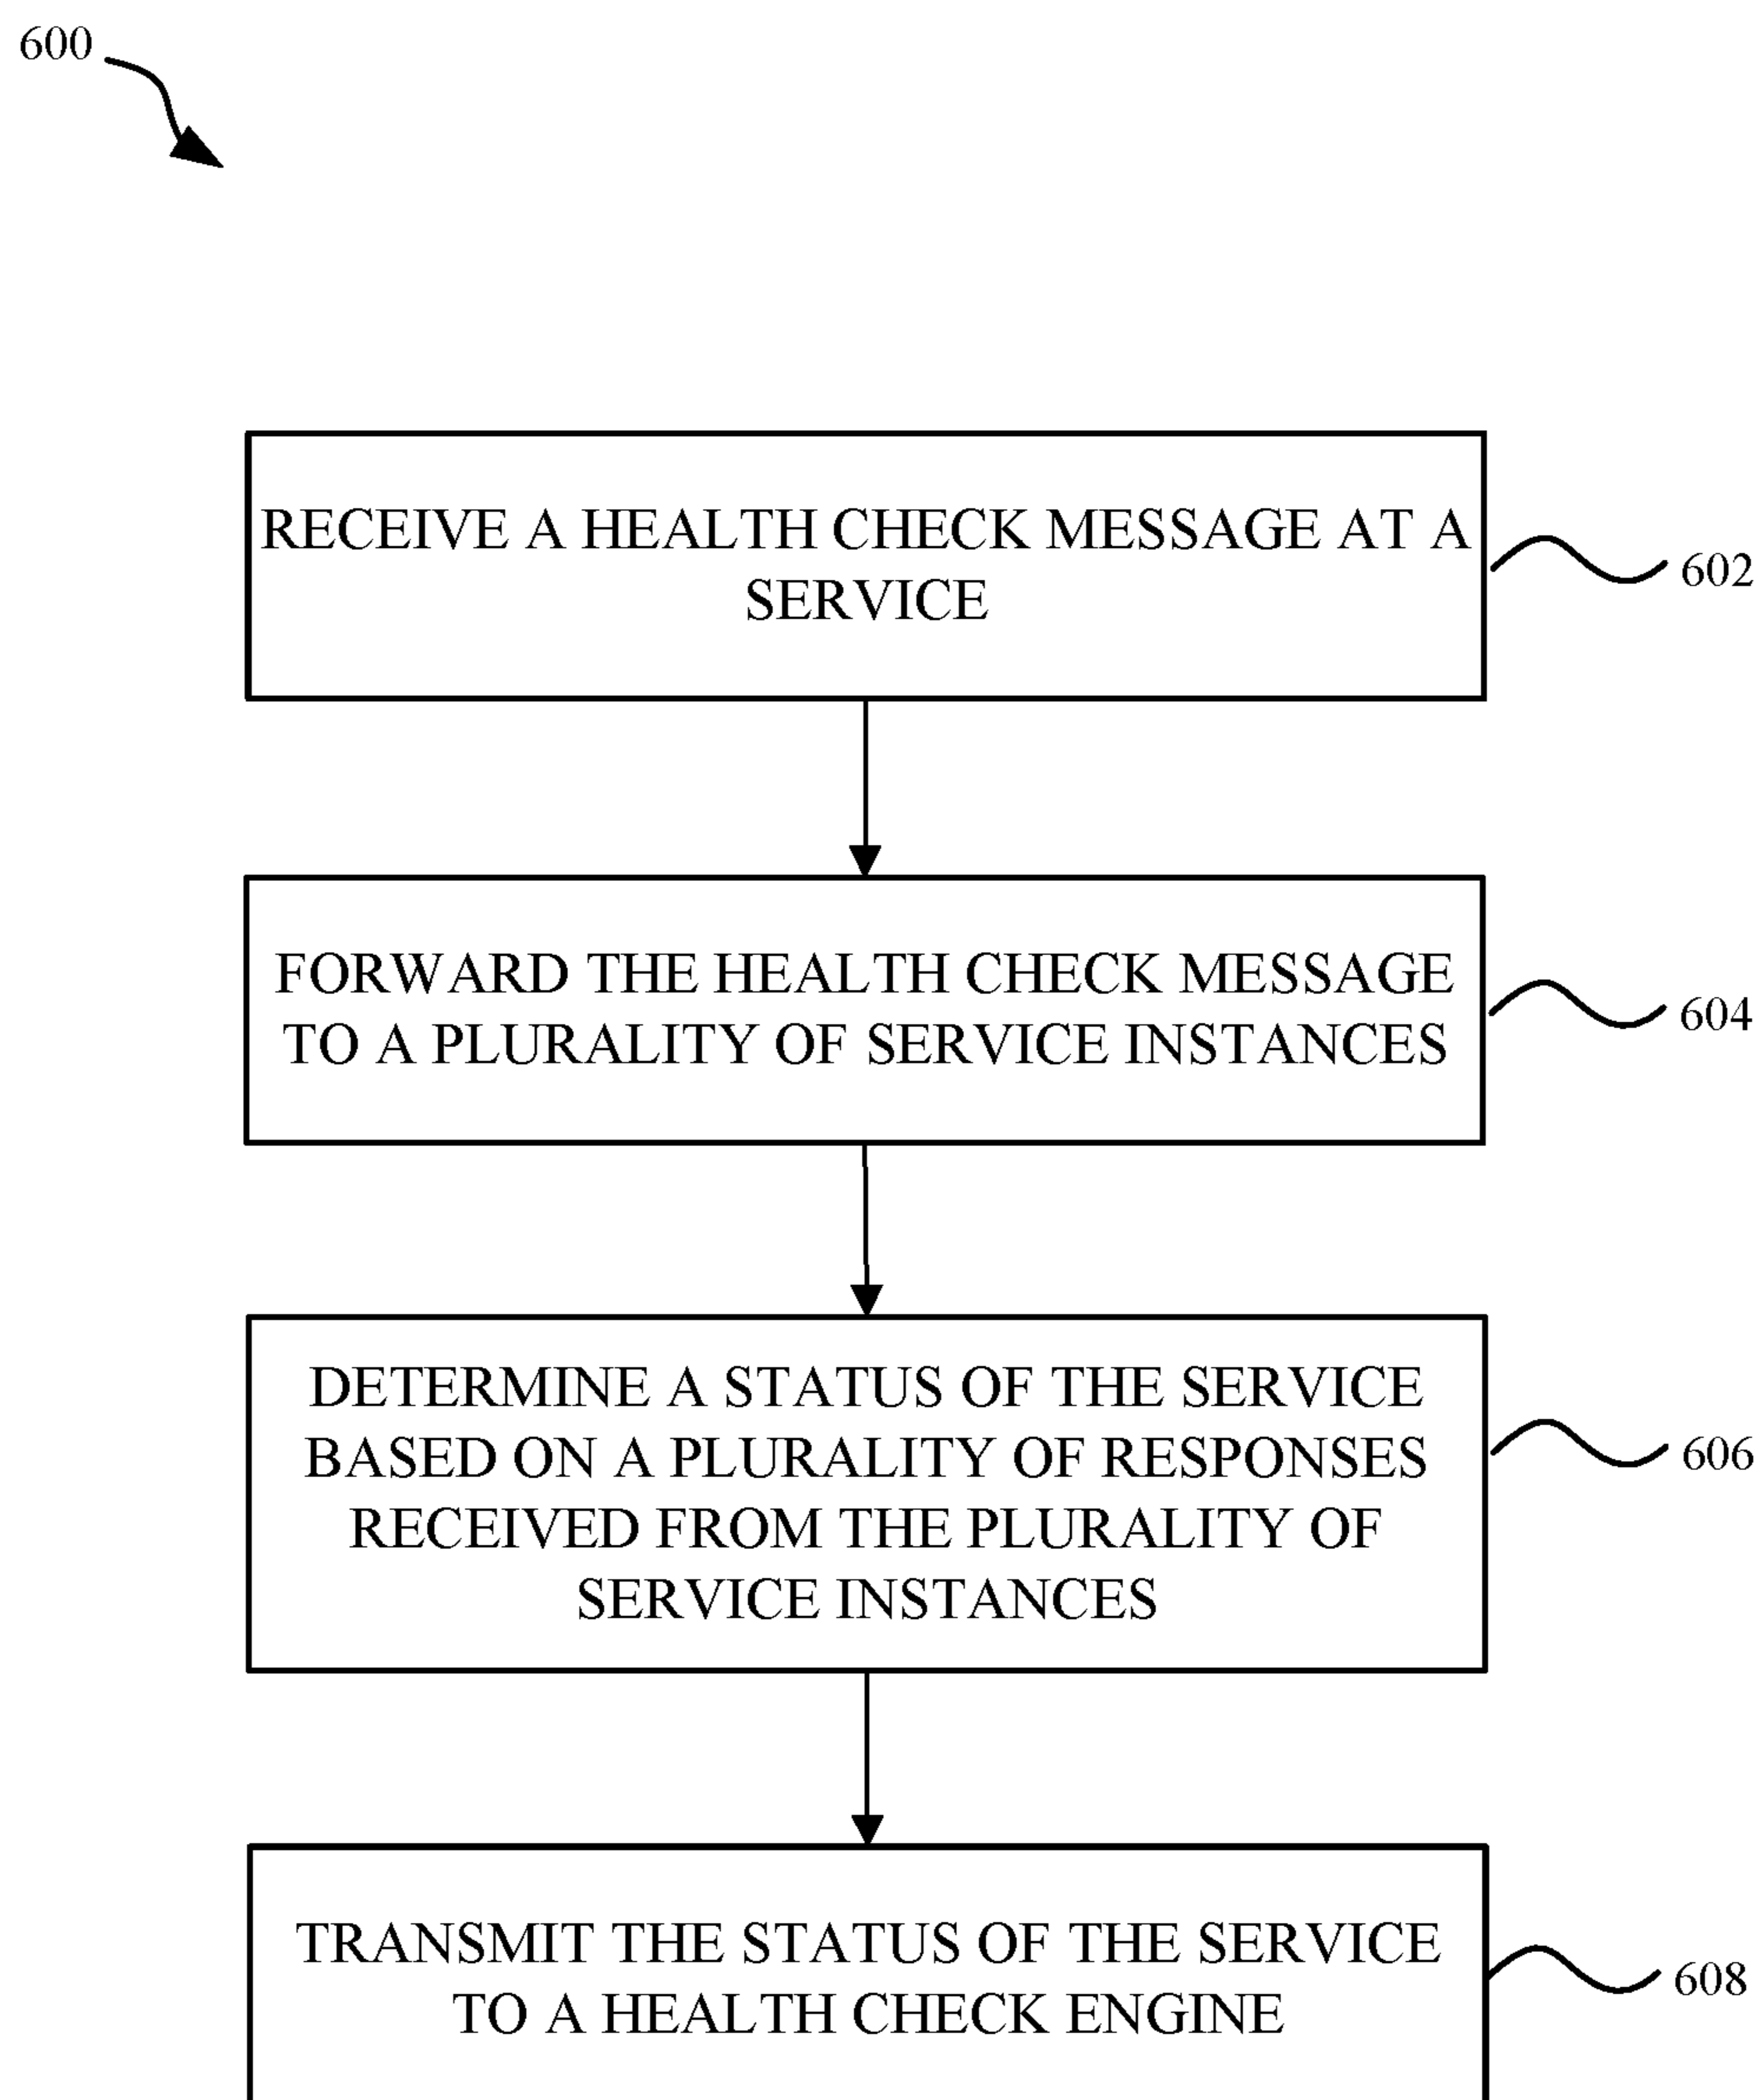 600
RECEIVE A HEALTH CHECK MESSAGE AT A
SERVICE
602
FORWARD THE HEALTH CHECK MESSAGE
TO A PLURALITY OF SERVICE INSTANCES
604
DETERMINE A STATUS OF THE SERVICE
BASED ON A PLURALITY OF RESPONSES
RECEIVED FROM THE PLURALITY OF
SERVICE INSTANCES
606
TRANSMIT THE STATUS OF THE SERVICE
TO A HEALTH CHECK ENGINE
608